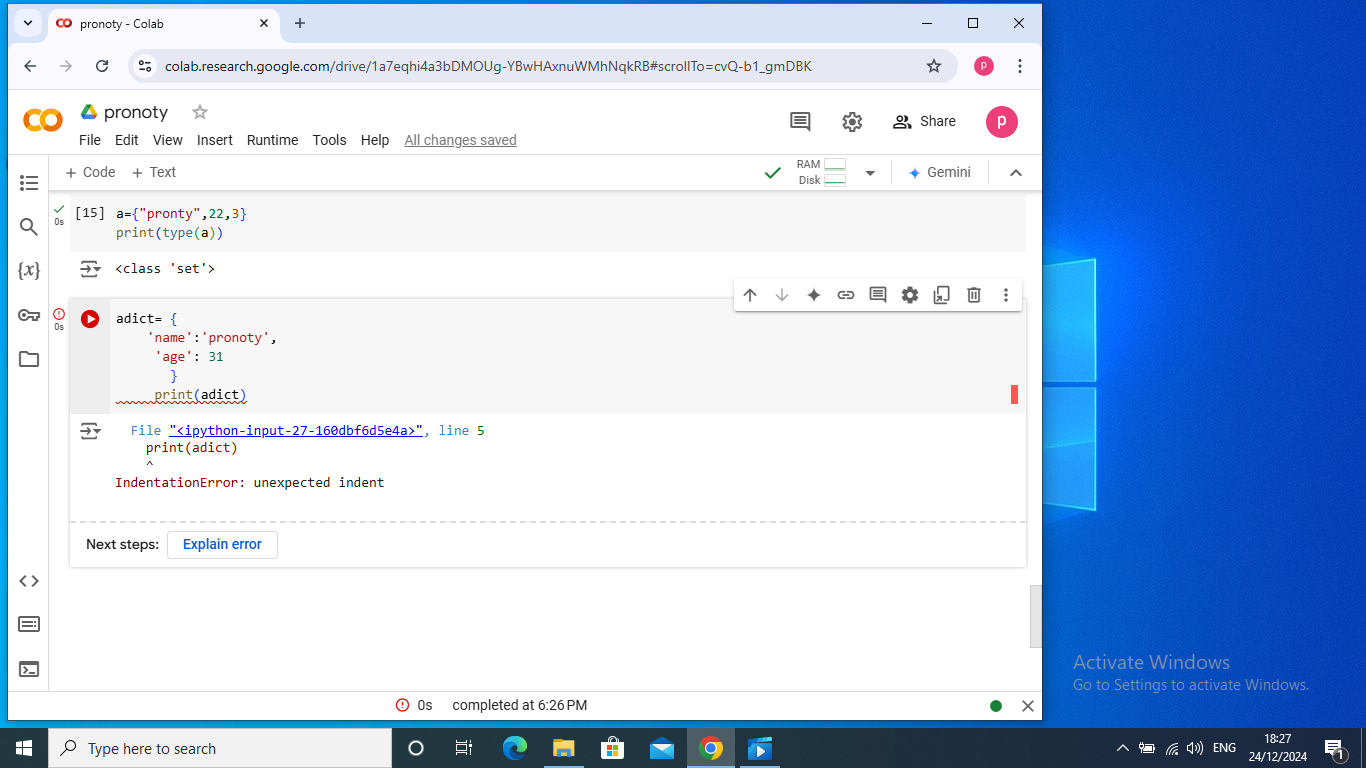 pronoty - Colab
colab.research.google.com/drive/1a7eqhi4a3bDMOUg-YBwHAxnuWMhNqkRB#scrollTo=cvQ-b1_gmDBK
p
CO pronoty
File Edit View Insert Runtime Tools Help All changes saved
Share
p
+ Code + Text
RAM
Disk
Gemini
0s
[15] a={"pronty",22,3}
print(type(a))
<class 'set'>
0s
adict= {
    'name':'pronoty',
     'age': 31
       }
     print(adict)
File "<ipython-input-27-160dbf6d5e4a>", line 5
    print(adict)
    ^
IndentationError: unexpected indent
Next steps: Explain error
{x}
0s completed at 6:26 PM
Activate Windows
Go to Settings to activate Windows.
Type here to search
ENG
18:27
24/12/2024
1